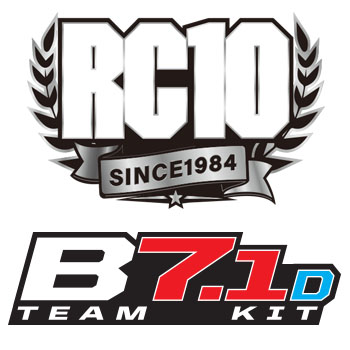 RC10
SINCE1984
B7.1D
TEAM KIT